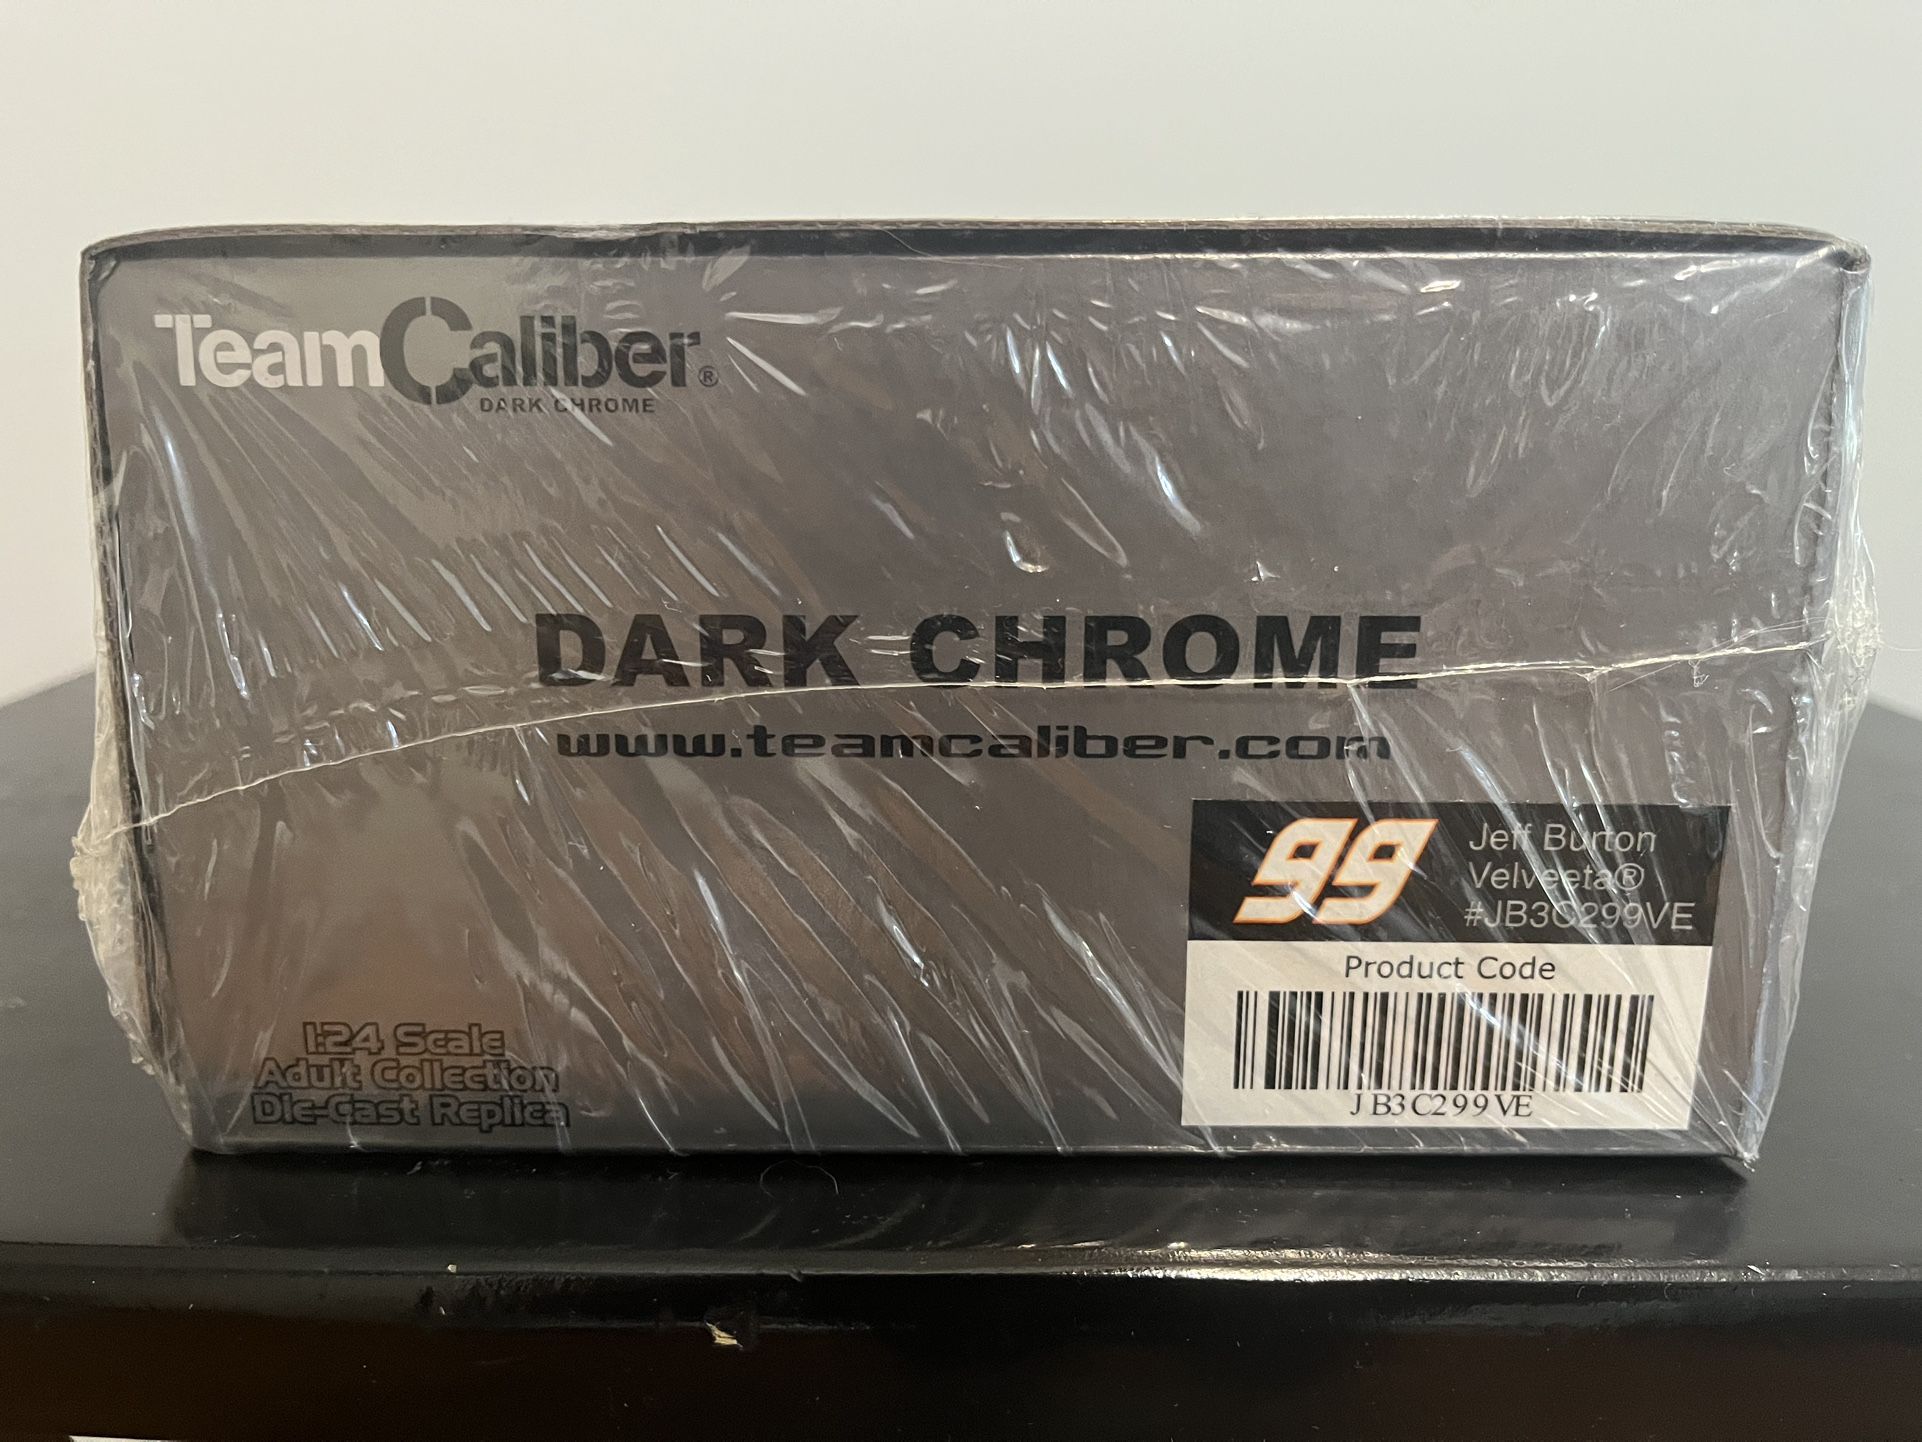 TeamCaliber®
DARK CHROME
DARK CHROME
www.teamcaliber.com
99
Jeff Burton
Velveeta®
#JB3C299VE
Product Code
JB3C299VE
1:24 Scale
Adult Collection
Die-Cast Replica